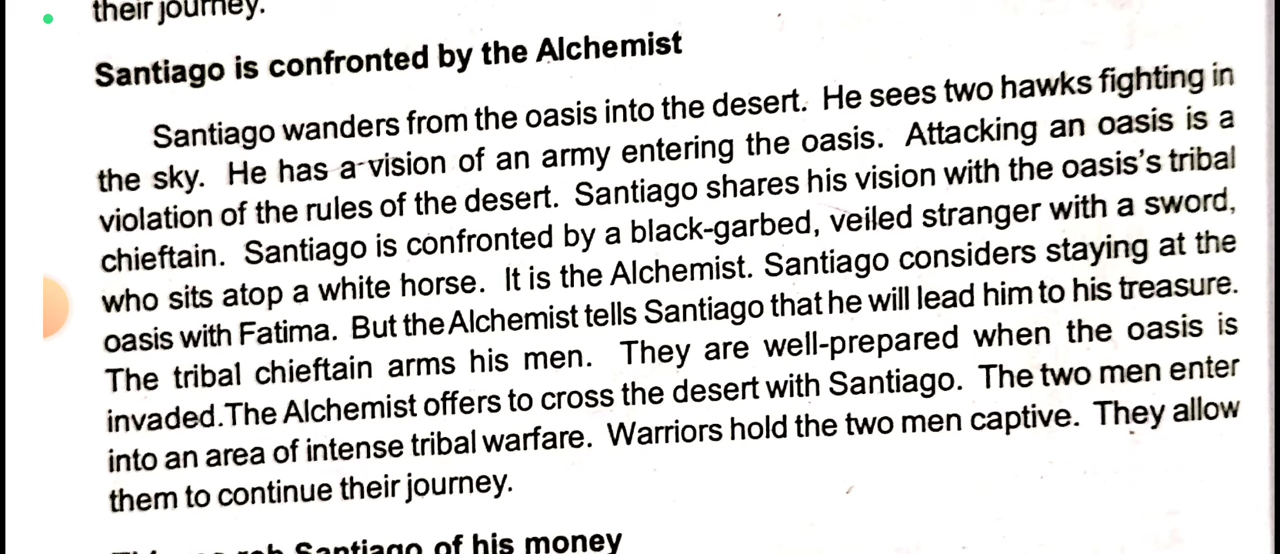 their journey.
Santiago is confronted by the Alchemist
Santiago wanders from the oasis into the desert. He sees two hawks fighting in
the sky. He has a vision of an army entering the oasis. Attacking an oasis is a
violation of the rules of the desert. Santiago shares his vision with the oasis's tribal
chieftain. Santiago is confronted by a black-garbed, veiled stranger with a sword,
who sits atop a white horse. It is the Alchemist. Santiago considers staying at the
oasis with Fatima. But the Alchemist tells Santiago that he will lead him to his treasure.
The tribal chieftain arms his men. They are well-prepared when the oasis is
invaded. The Alchemist offers to cross the desert with Santiago. The two men enter
into an area of intense tribal warfare. Warriors hold the two men captive. They allow
them to continue their journey.
Santiago of his money